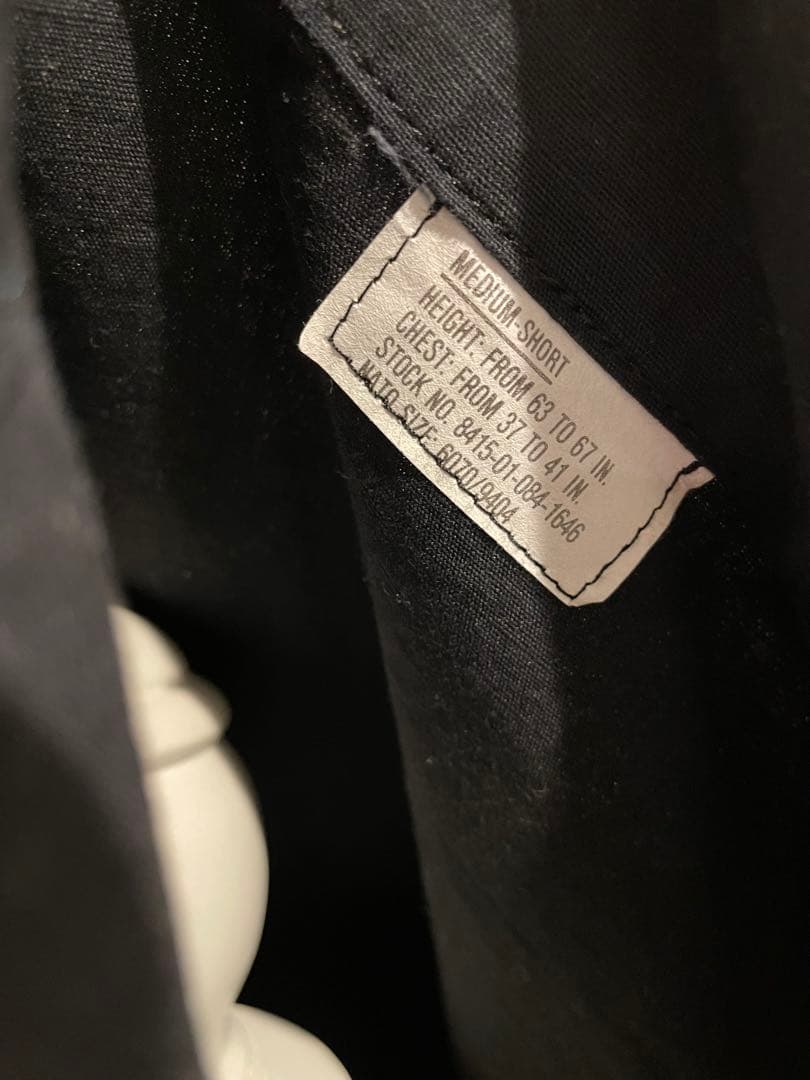 MEDIUM-SHORT
HEIGHT: FROM 63 TO 67 IN.
CHEST: FROM 37 TO 41 IN.
STOCK NO. 8415-01-084-1646
NATO SIZE: 6070/9404